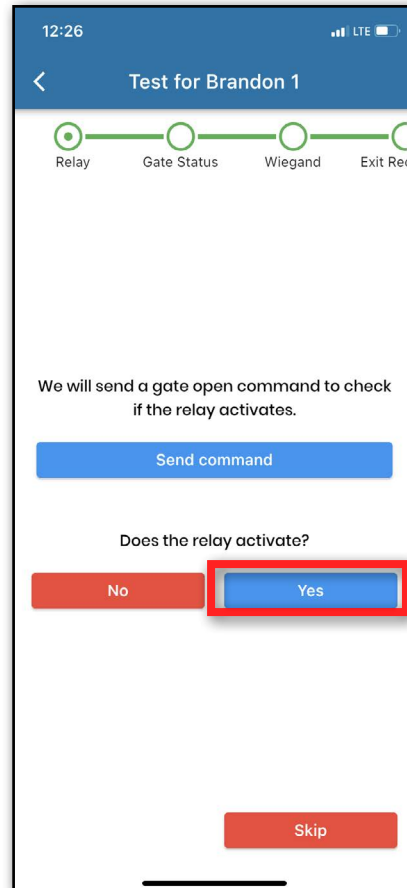 12:26 LTE
Test for Brandon 1
Relay Gate Status Wiegand Exit Rec
We will send a gate open command to check
if the relay activates.
Send command
Does the relay activate?
No Yes
Skip